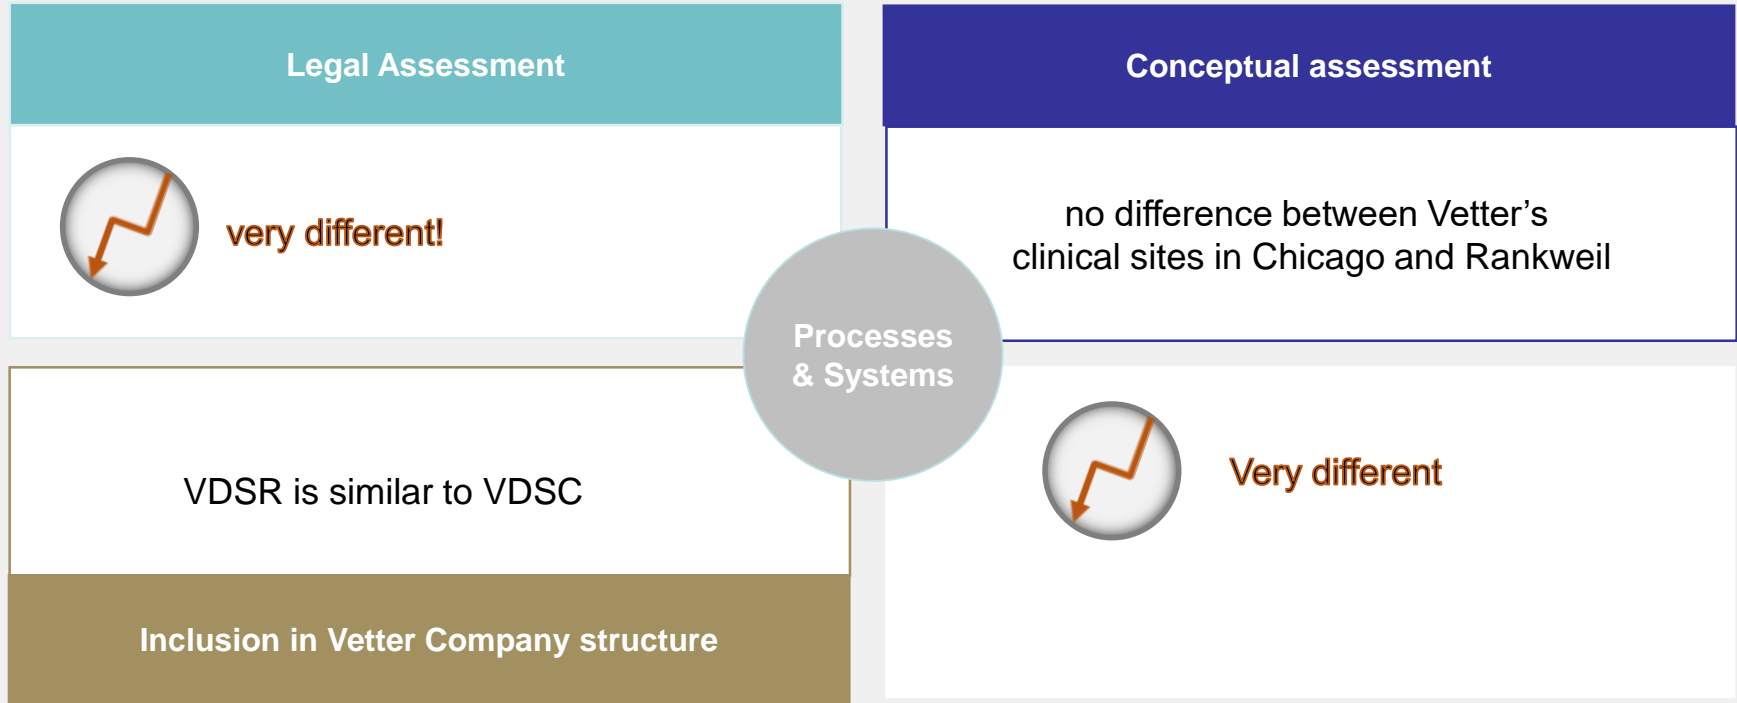 Legal Assessment
very different!
Conceptual assessment
no difference between Vetter’s
clinical sites in Chicago and Rankweil
Processes
& Systems
VDSR is similar to VDSC
Inclusion in Vetter Company structure
Very different